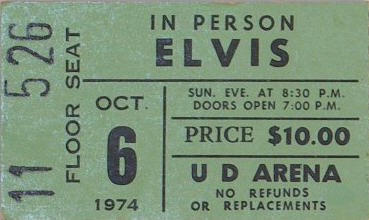 11 526
FLOOR SEAT
IN PERSON
ELVIS
OCT.
6
1974
SUN. EVE. AT 8:30 P.M.
DOORS OPEN 7:00 P.M.
PRICE $10.00
U D ARENA
NO REFUNDS
OR REPLACEMENTS